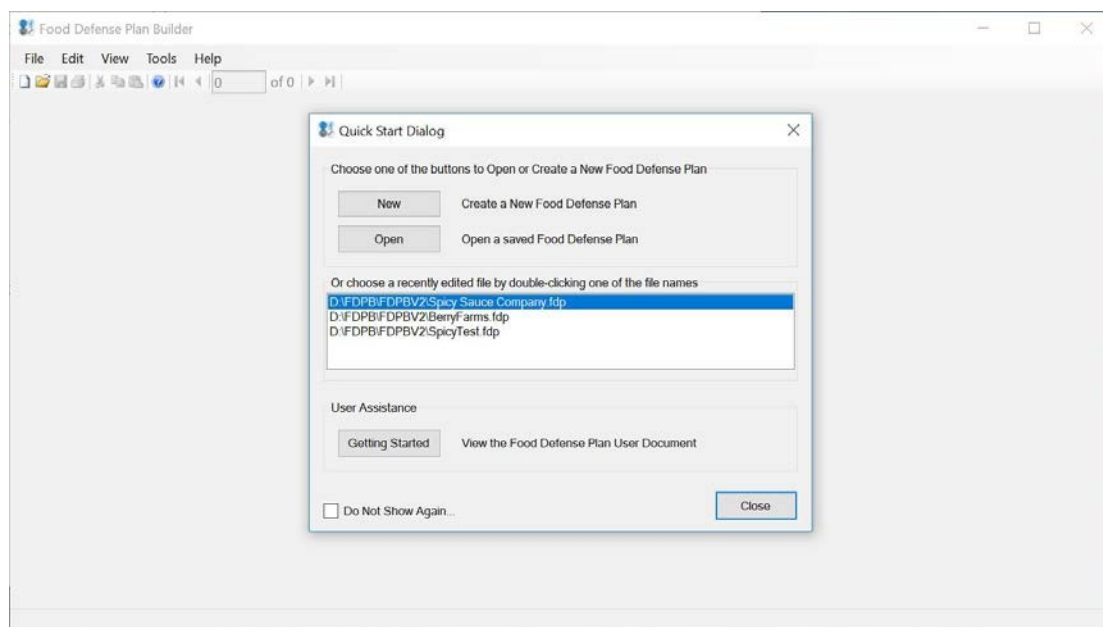 Food Defense Plan Builder
File Edit View Tools Help
0 of 0
Quick Start Dialog
Choose one of the buttons to Open or Create a New Food Defense Plan
New Create a New Food Defense Plan
Open Open a saved Food Defense Plan
Or choose a recently edited file by double-clicking one of the file names
D:\FDPB\FDPBV2\Spicy Sauce Company.fdp
D:\FDPB\FDPBV2\BerryFarms.fdp
D:\FDPB\FDPBV2\SpicyTest.fdp
User Assistance
Getting Started View the Food Defense Plan User Document
Do Not Show Again...
Close